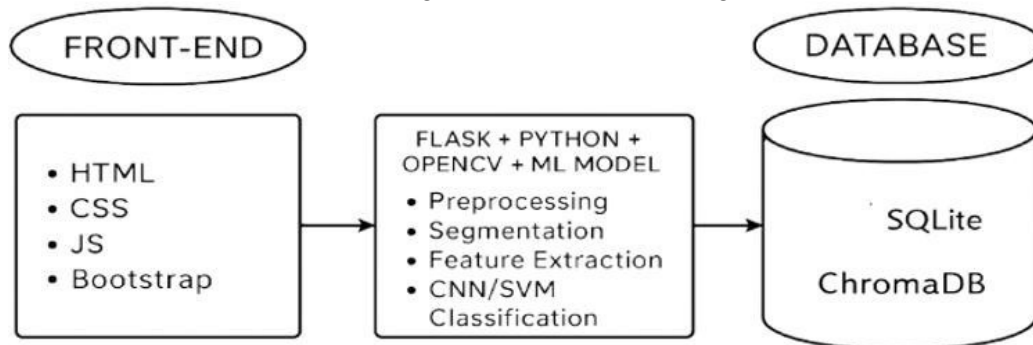 FRONT-END
DATABASE
• HTML
• CSS
• JS
• Bootstrap
FLASK + PYTHON +
OPENCV + ML MODEL
• Preprocessing
• Segmentation
• Feature Extraction
• CNN/SVM
Classification
SQLite
ChromaDB